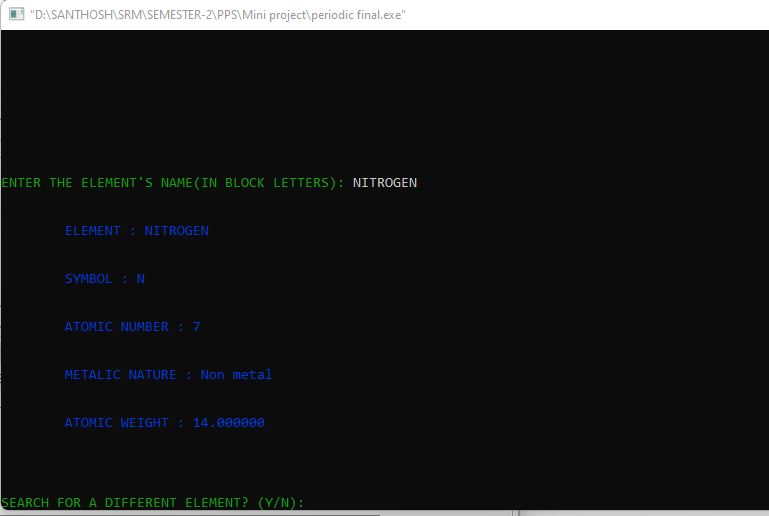 "D:\SANTHOSH\SRM\SEMESTER-2\PPS\Mini project\periodic final.exe"
ENTER THE ELEMENT'S NAME(IN BLOCK LETTERS): NITROGEN
ELEMENT : NITROGEN
SYMBOL : N
ATOMIC NUMBER : 7
METALIC NATURE : Non metal
ATOMIC WEIGHT : 14.000000
SEARCH FOR A DIFFERENT ELEMENT? (Y/N):